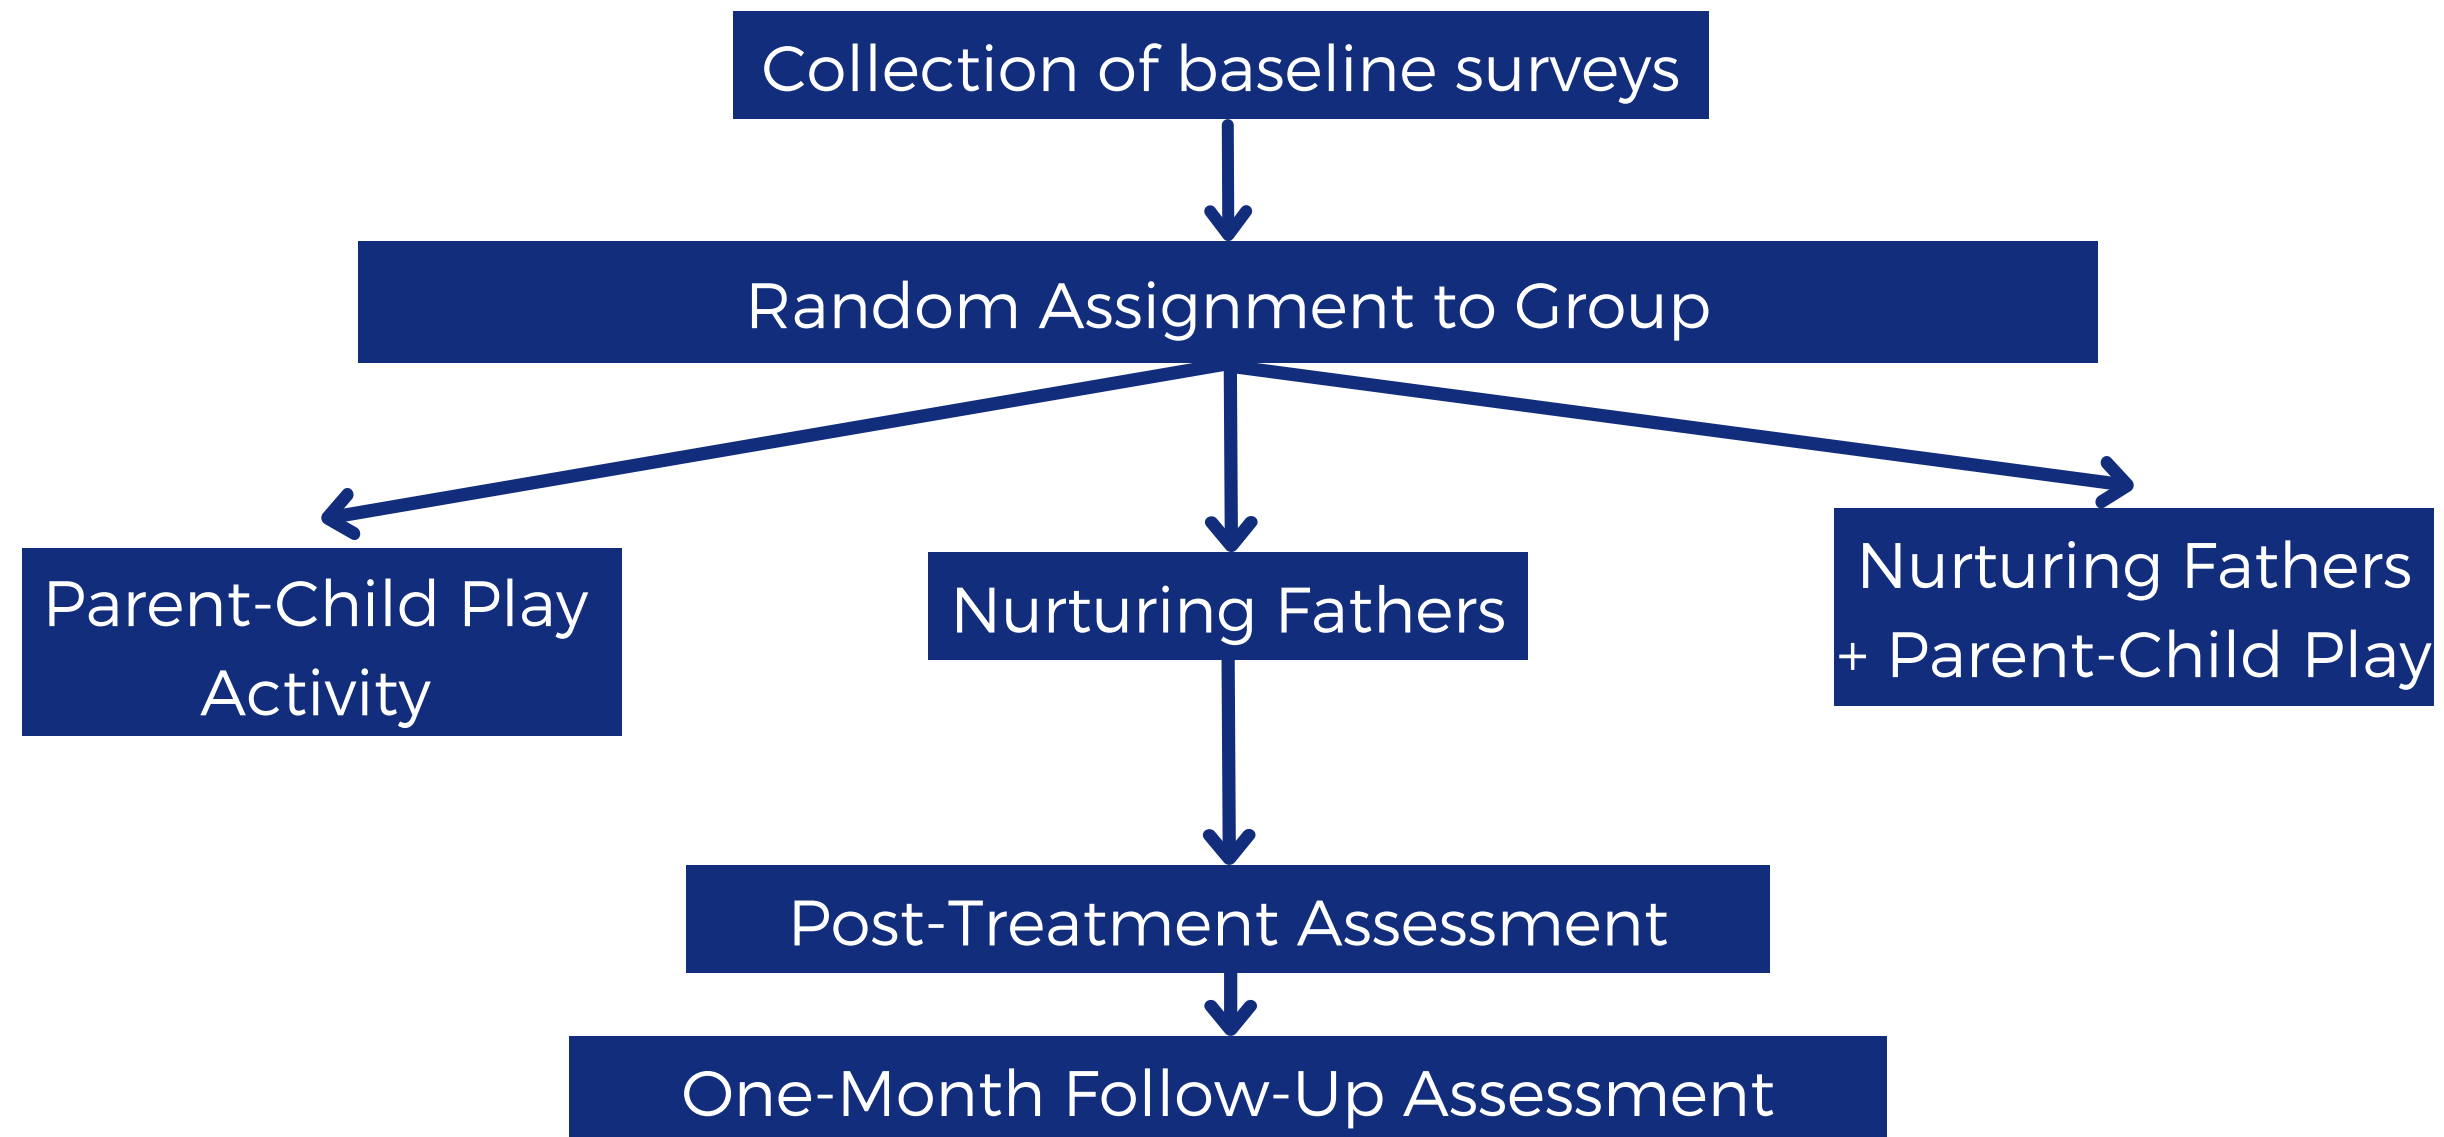 Collection of baseline surveys
Random Assignment to Group
Parent-Child Play
Activity
Nurturing Fathers
Nurturing Fathers
+ Parent-Child Play
Post-Treatment Assessment
One-Month Follow-Up Assessment